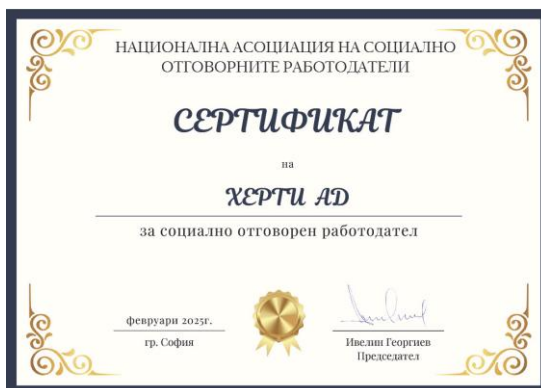 НАЦИОНАЛНА АСОЦИАЦИЯ НА СОЦИАЛНО
ОТГОВОРНИТЕ РАБОТОДАТЕЛИ
СЕРТИФИКАТ
на
ХЕРТИ АД
за социално отговорен работодател
февруари 2025г.
гр. София
Ивелин Георгиев
Председател